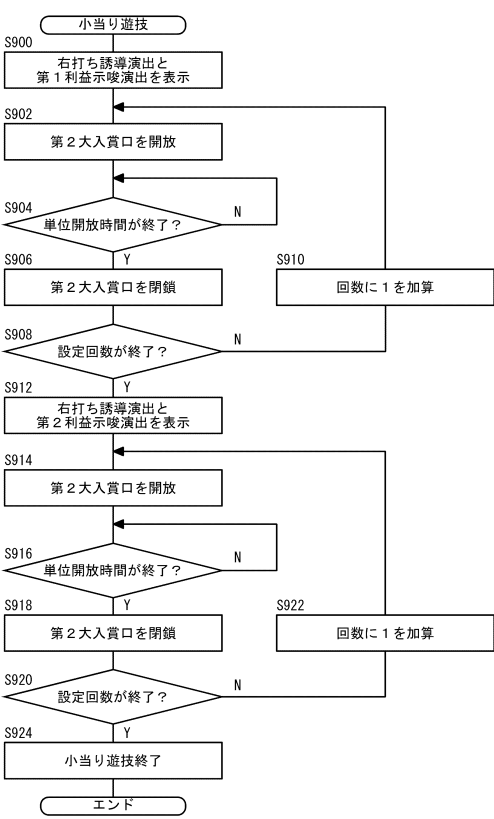 小当り遊技
S900
右打ち誘導演出と
第１利益示唆演出を表示
S902
第２大入賞口を開放
S904
単位開放時間が終了？
N
Y
S906
第２大入賞口を閉鎖
S910
回数に１を加算
S908
設定回数が終了？
N
Y
S912
右打ち誘導演出と
第２利益示唆演出を表示
S914
第２大入賞口を開放
S916
単位開放時間が終了？
N
Y
S918
第２大入賞口を閉鎖
S922
回数に１を加算
S920
設定回数が終了？
N
Y
S924
小当り遊技終了
エンド